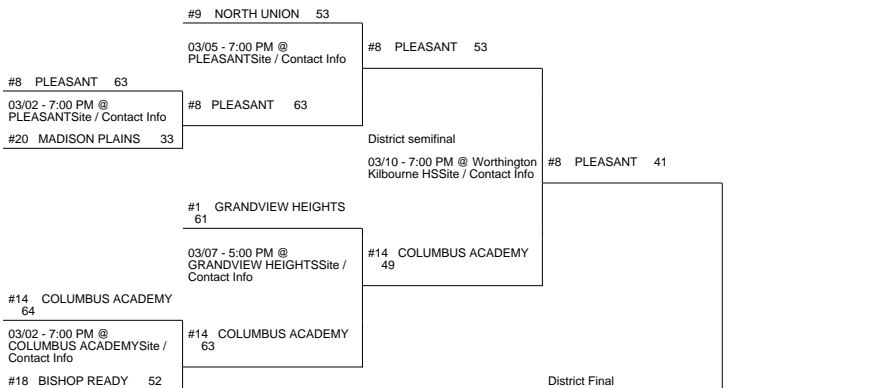 #9 NORTH UNION 53
03/05 - 7:00 PM @
PLEASANTSite / Contact Info
#8 PLEASANT 53
#8 PLEASANT 63
03/02 - 7:00 PM @
PLEASANTSite / Contact Info
#8 PLEASANT 63
#20 MADISON PLAINS 33
District semifinal
03/10 - 7:00 PM @ Worthington
Kilbourne HSSite / Contact Info
#8 PLEASANT 41
#1 GRANDVIEW HEIGHTS
61
03/07 - 5:00 PM @
GRANDVIEW HEIGHTSSite /
Contact Info
#14 COLUMBUS ACADEMY
49
#14 COLUMBUS ACADEMY
64
03/02 - 7:00 PM @
COLUMBUS ACADEMYSite /
Contact Info
#14 COLUMBUS ACADEMY
63
#18 BISHOP READY 52
District Final